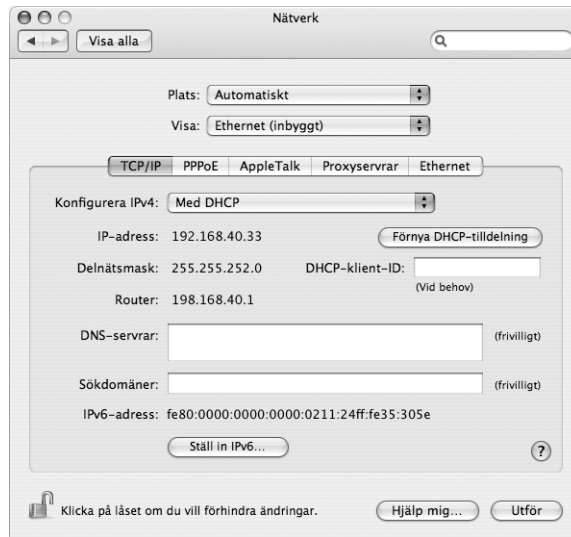 Nätverk
Visa alla
Plats: Automatiskt
Visa: Ethernet (inbyggt)
TCP/IP PPPoE AppleTalk Proxyservrar Ethernet
Konfigurera IPv4: Med DHCP
IP-adress: 192.168.40.33 Förnya DHCP-tilldelning
Delnätsmask: 255.255.252.0 DHCP-klient-ID:
(Vid behov)
Router: 198.168.40.1
DNS-servrar: (frivilligt)
Sökdomäner: (frivilligt)
IPv6-adress: fe80:0000:0000:0000:0211:24ff:fe35:305e
Ställ in IPv6... ?
Klicka på låset om du vill förhindra ändringar. Hjälp mig... Utför